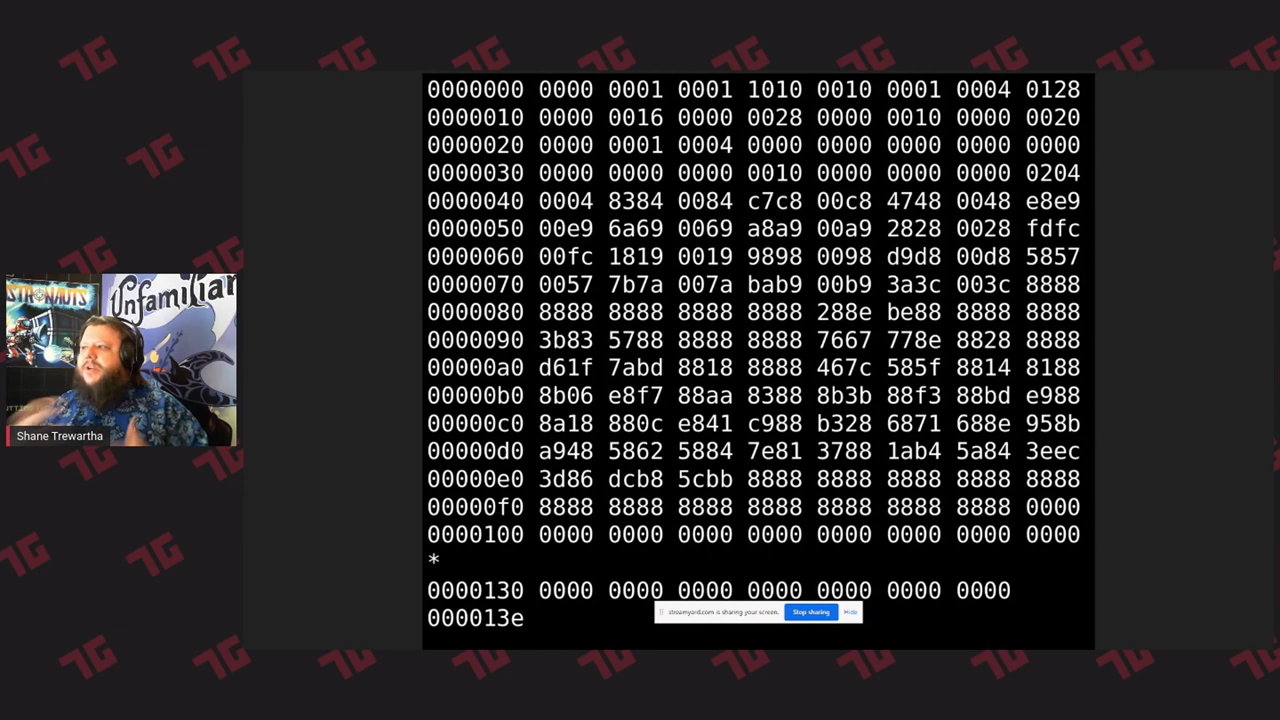 0000000 0000 0001 0001 1010 0010 0001 0004 0128
0000010 0000 0016 0000 0028 0000 0010 0000 0020
0000020 0000 0001 0004 0000 0000 0000 0000 0000
0000030 0000 0000 0000 0010 0000 0000 0000 0204
0000040 0004 8384 0084 c7c8 00c8 4748 0048 e8e9
0000050 00e9 6a69 0069 a8a9 00a9 2828 0028 fdfc
0000060 00fc 1819 0019 9898 0098 d9d8 00d8 5857
0000070 0057 7b7a 007a bab9 00b9 3a3c 003c 8888
0000080 8888 8888 8888 8888 288e be88 8888 8888
0000090 3b83 5788 8888 8888 7667 778e 8828 8888
00000a0 d61f 7abd 8818 8888 467c 585f 8814 8188
00000b0 8b06 e8f7 88aa 8388 8b3b 88f3 88bd e988
00000c0 8a18 880c e841 c988 b328 6871 688e 958b
00000d0 a948 5862 5884 7e81 3788 1ab4 5a84 3eec
00000e0 3d86 dcb8 5cbb 8888 8888 8888 8888 8888
00000f0 8888 8888 8888 8888 8888 8888 8888 0000
0000100 0000 0000 0000 0000 0000 0000 0000 0000
*
0000130 0000 0000 0000 0000 0000 0000 0000
000013e
streamyard.com is sharing your screen. Stop sharing Hide
STRONAUTS
Unfamiliar
Shane Trewartha